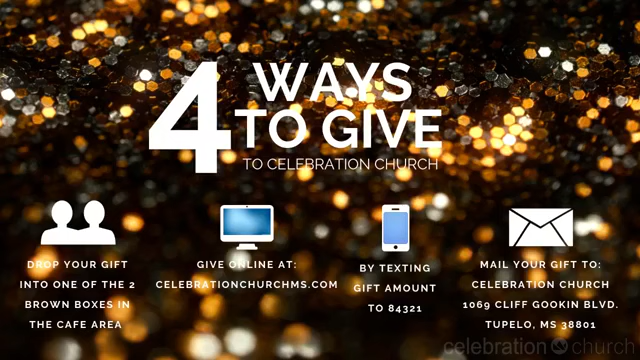 4 WAYS
TO GIVE
TO CELEBRATION CHURCH
DROP YOUR GIFT
INTO ONE OF THE 2
BROWN BOXES IN
THE CAFE AREA
GIVE ONLINE AT:
CELEBRATIONCHURCHMS.COM
BY TEXTING
GIFT AMOUNT
TO 84321
MAIL YOUR GIFT TO:
CELEBRATION CHURCH
1069 CLIFF GOOKIN BLVD.
TUPELO, MS 38801
celebration church